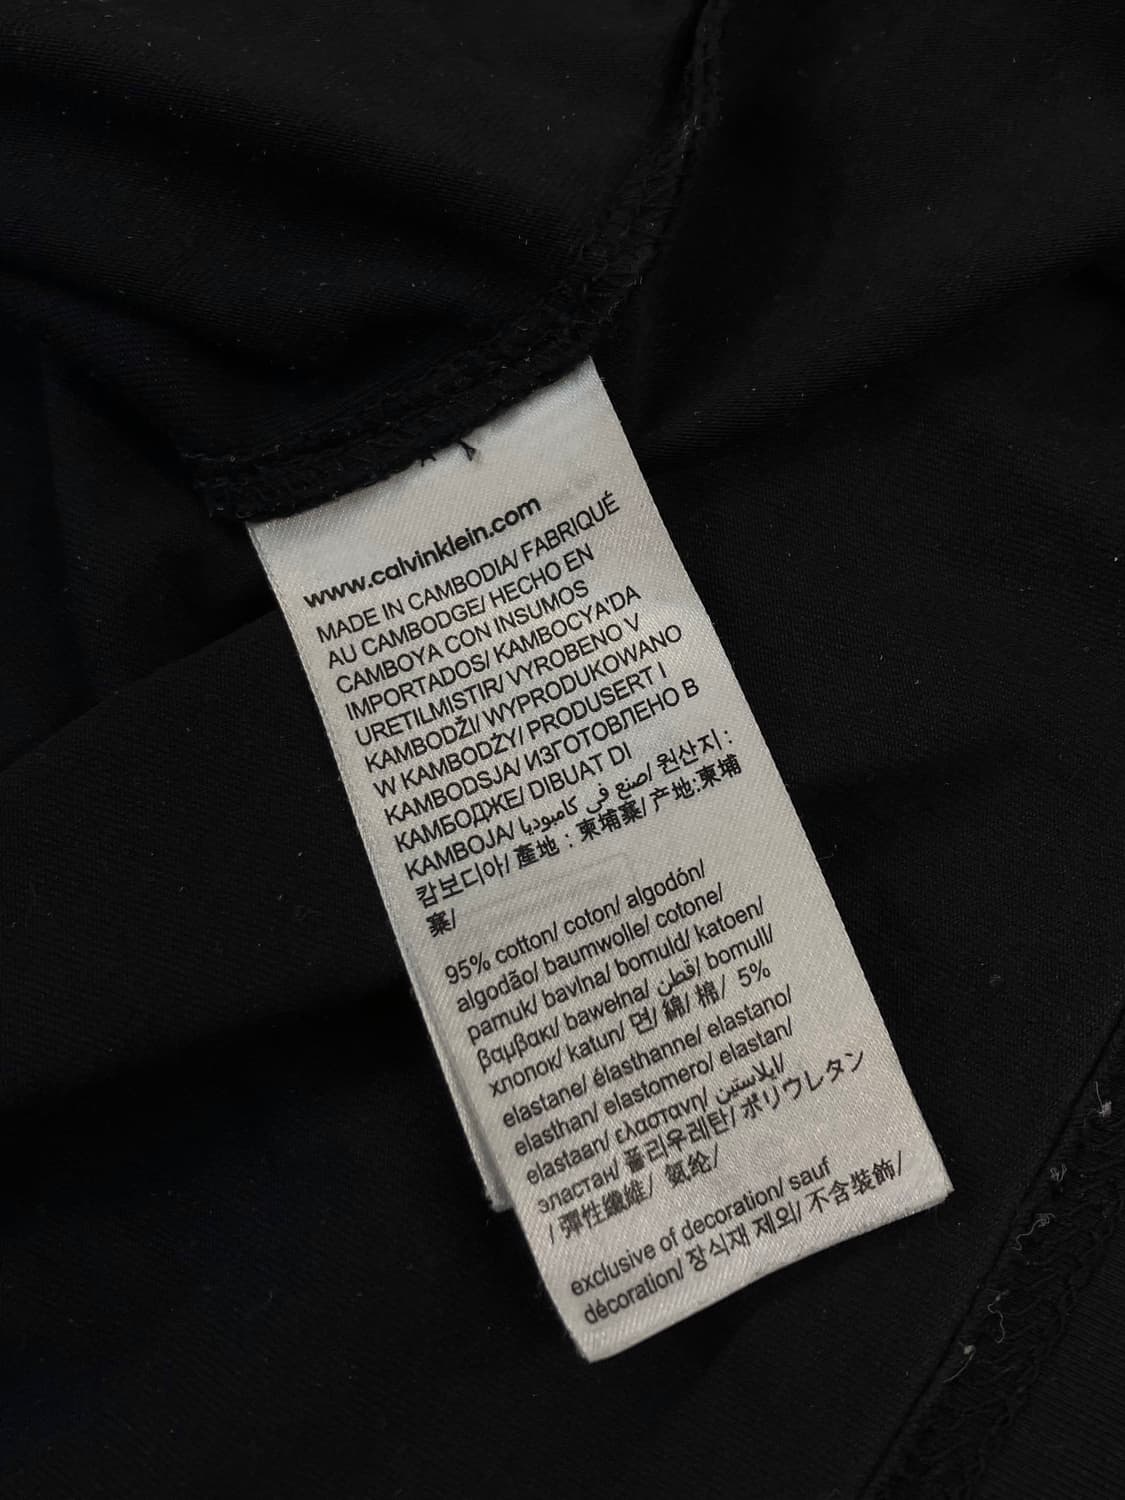 www.calvinklein.com
MADE IN CAMBODIA/ FABRIQUÉ
AU CAMBODGE/ HECHO EN
CAMBOYA CON INSUMOS
IMPORTADOS/ KAMBOCYA'DA
URETILMISTIR/ VYROBENO V
KAMBODŽI/ WYPRODUKOWANO
W KAMBODŻY/ PRODUSERT I
KAMBODSJA/ ИЗГОТОВЛЕНО В
КАМБОДЖЕ/ DIBUAT DI
KAMBOJA/ صنع في كامبوديا/ 원산지 :
캄보디아/ 產地 : 柬埔寨/ 产地:柬埔
寨/
95% cotton/ coton/ algodón/
algodão/ baumwolle/ cotone/
pamuk/ bavlna/ bomuld/ katoen/
βαμβακι/ bawełna/ قطن/ bomull/
хлопок/ katun/ 면/ 綿/ 棉/ 5%
elastane/ élasthanne/ elastano/
elasthan/ elastomero/ elastan/
elastaan/ ελαστανη/ ايلاستين/
эластан/ 폴리우레탄/ ポリウレタン
/ 彈性纖維/ 氨纶/
exclusive of decoration/ sauf
décoration/ 장식재 제외/ 不含裝飾/